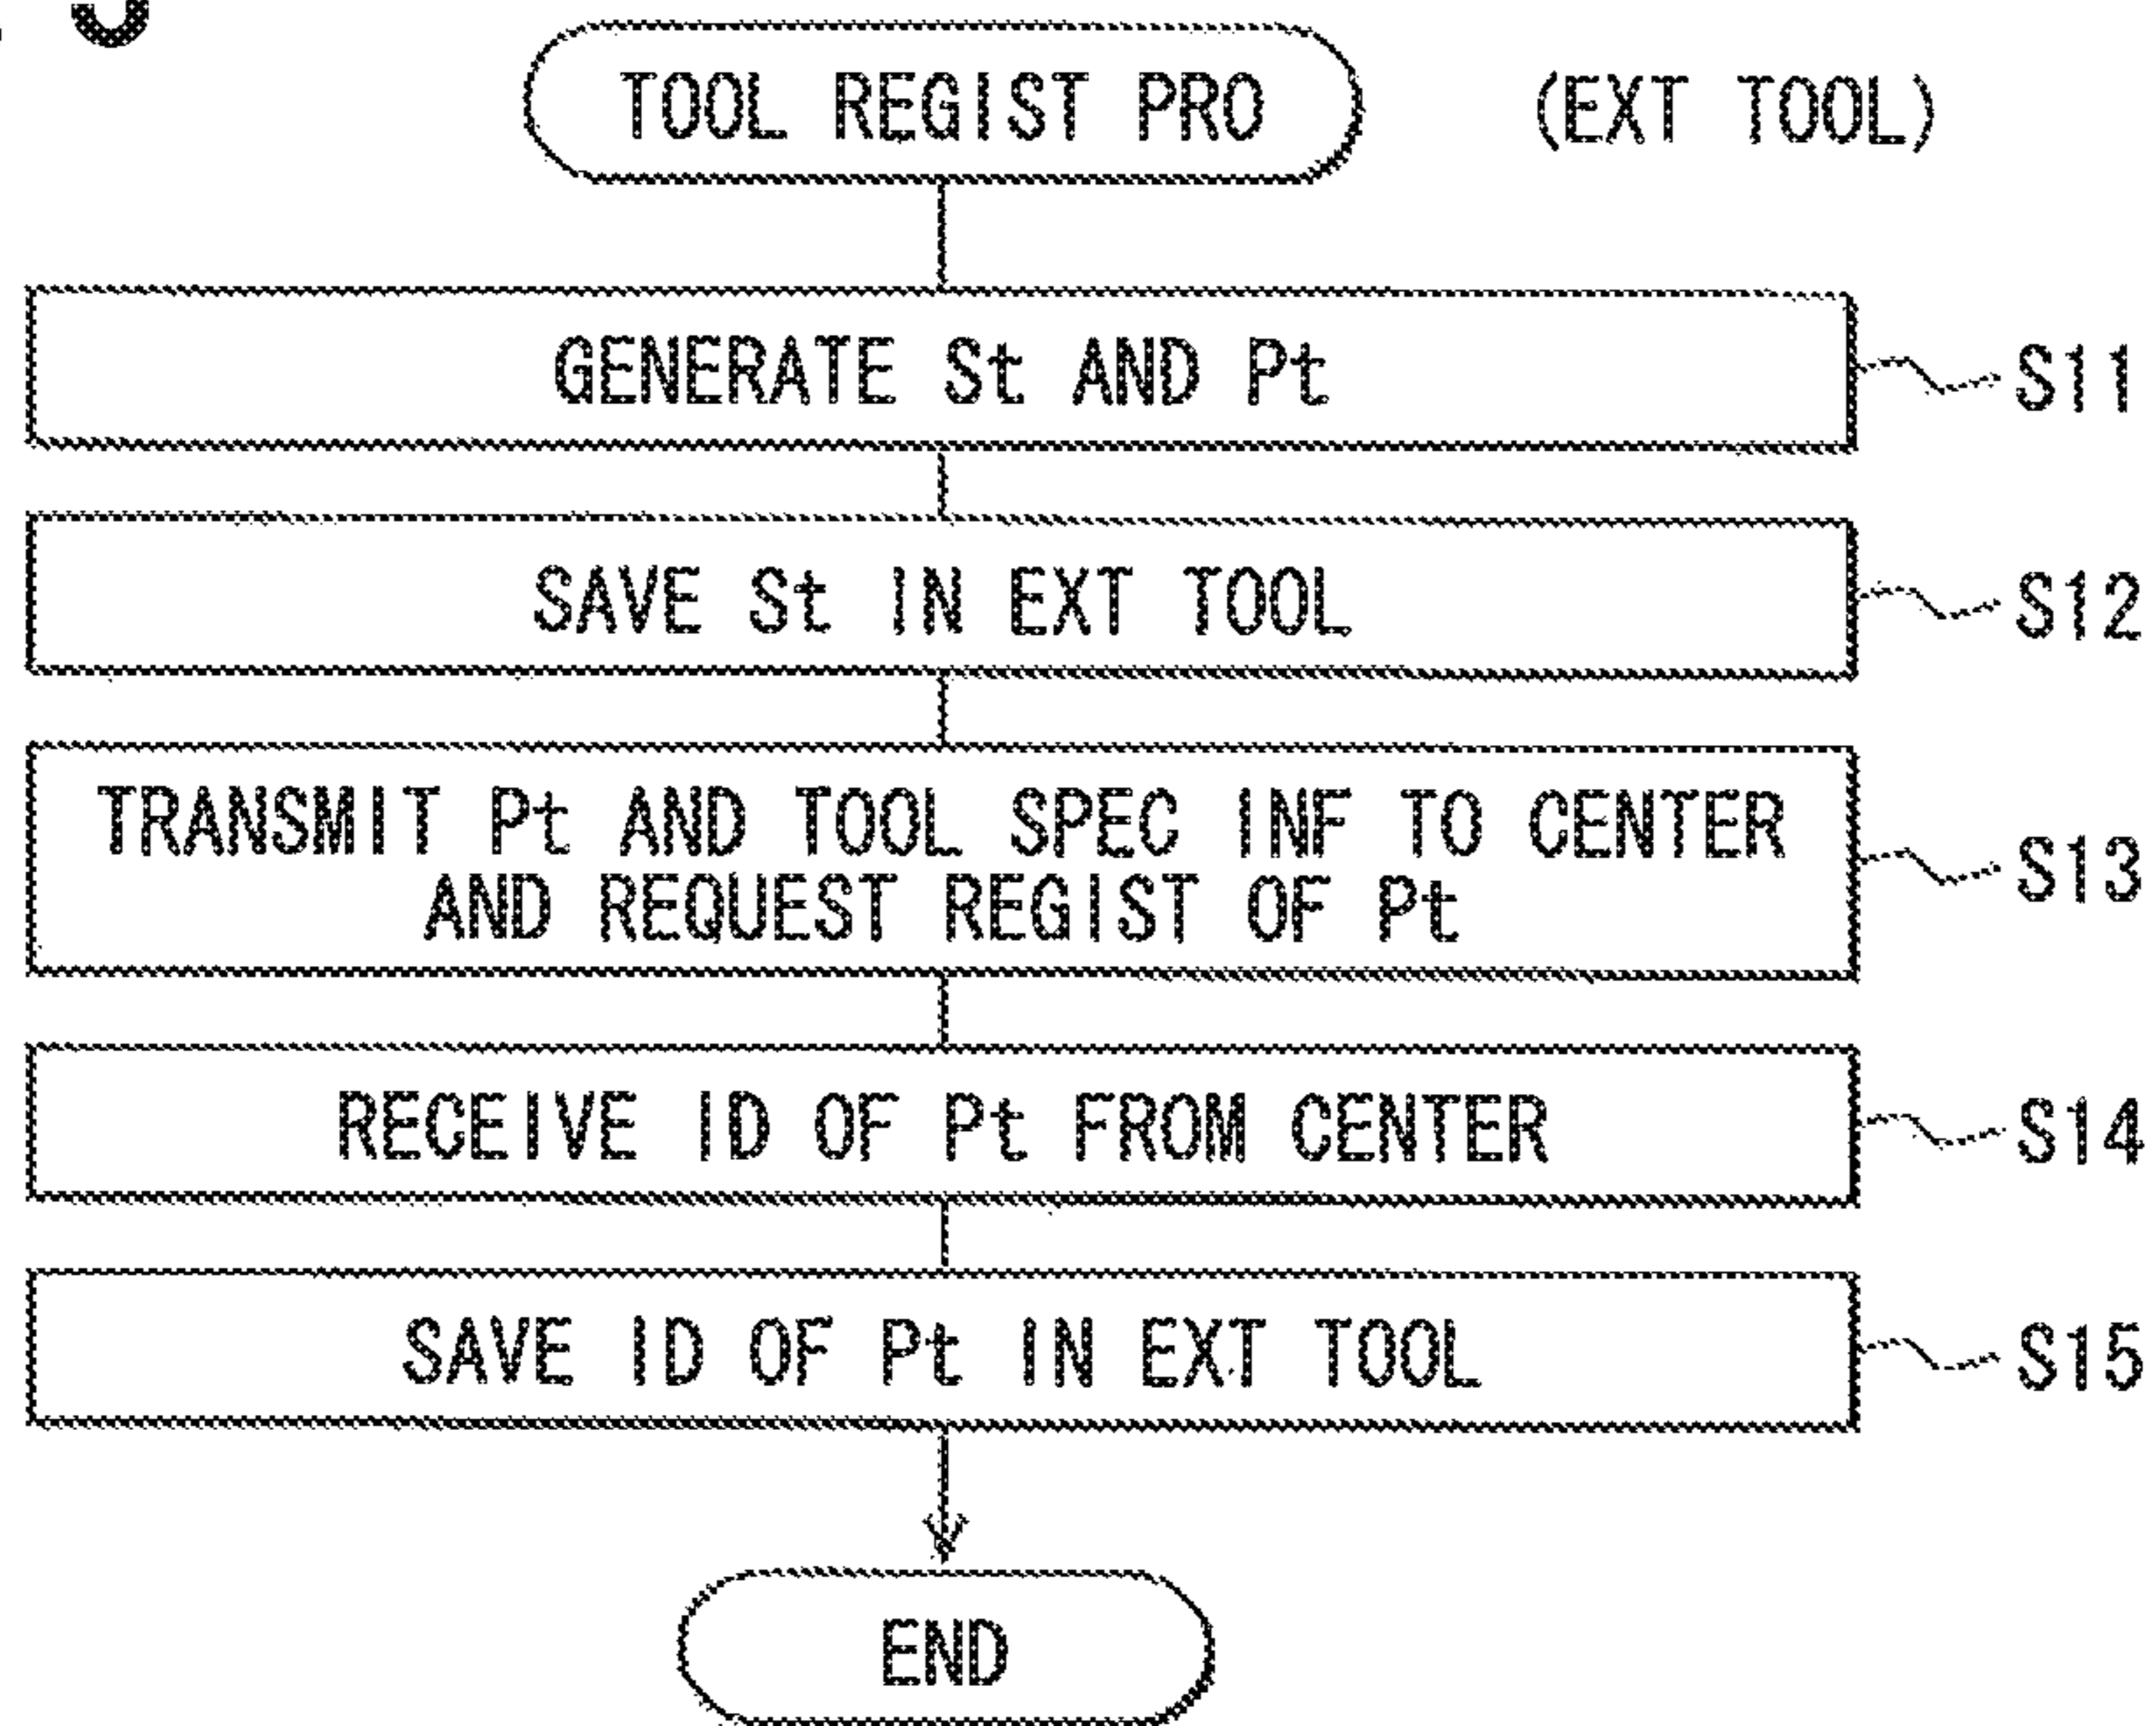 TOOL REGIST PRO (EXT TOOL)
GENERATE St AND Pt
S11
SAVE St IN EXT TOOL
S12
TRANSMIT Pt AND TOOL SPEC INF TO CENTER
AND REQUEST REGIST OF Pt
S13
RECEIVE ID OF Pt FROM CENTER
S14
SAVE ID OF Pt IN EXT TOOL
S15
END